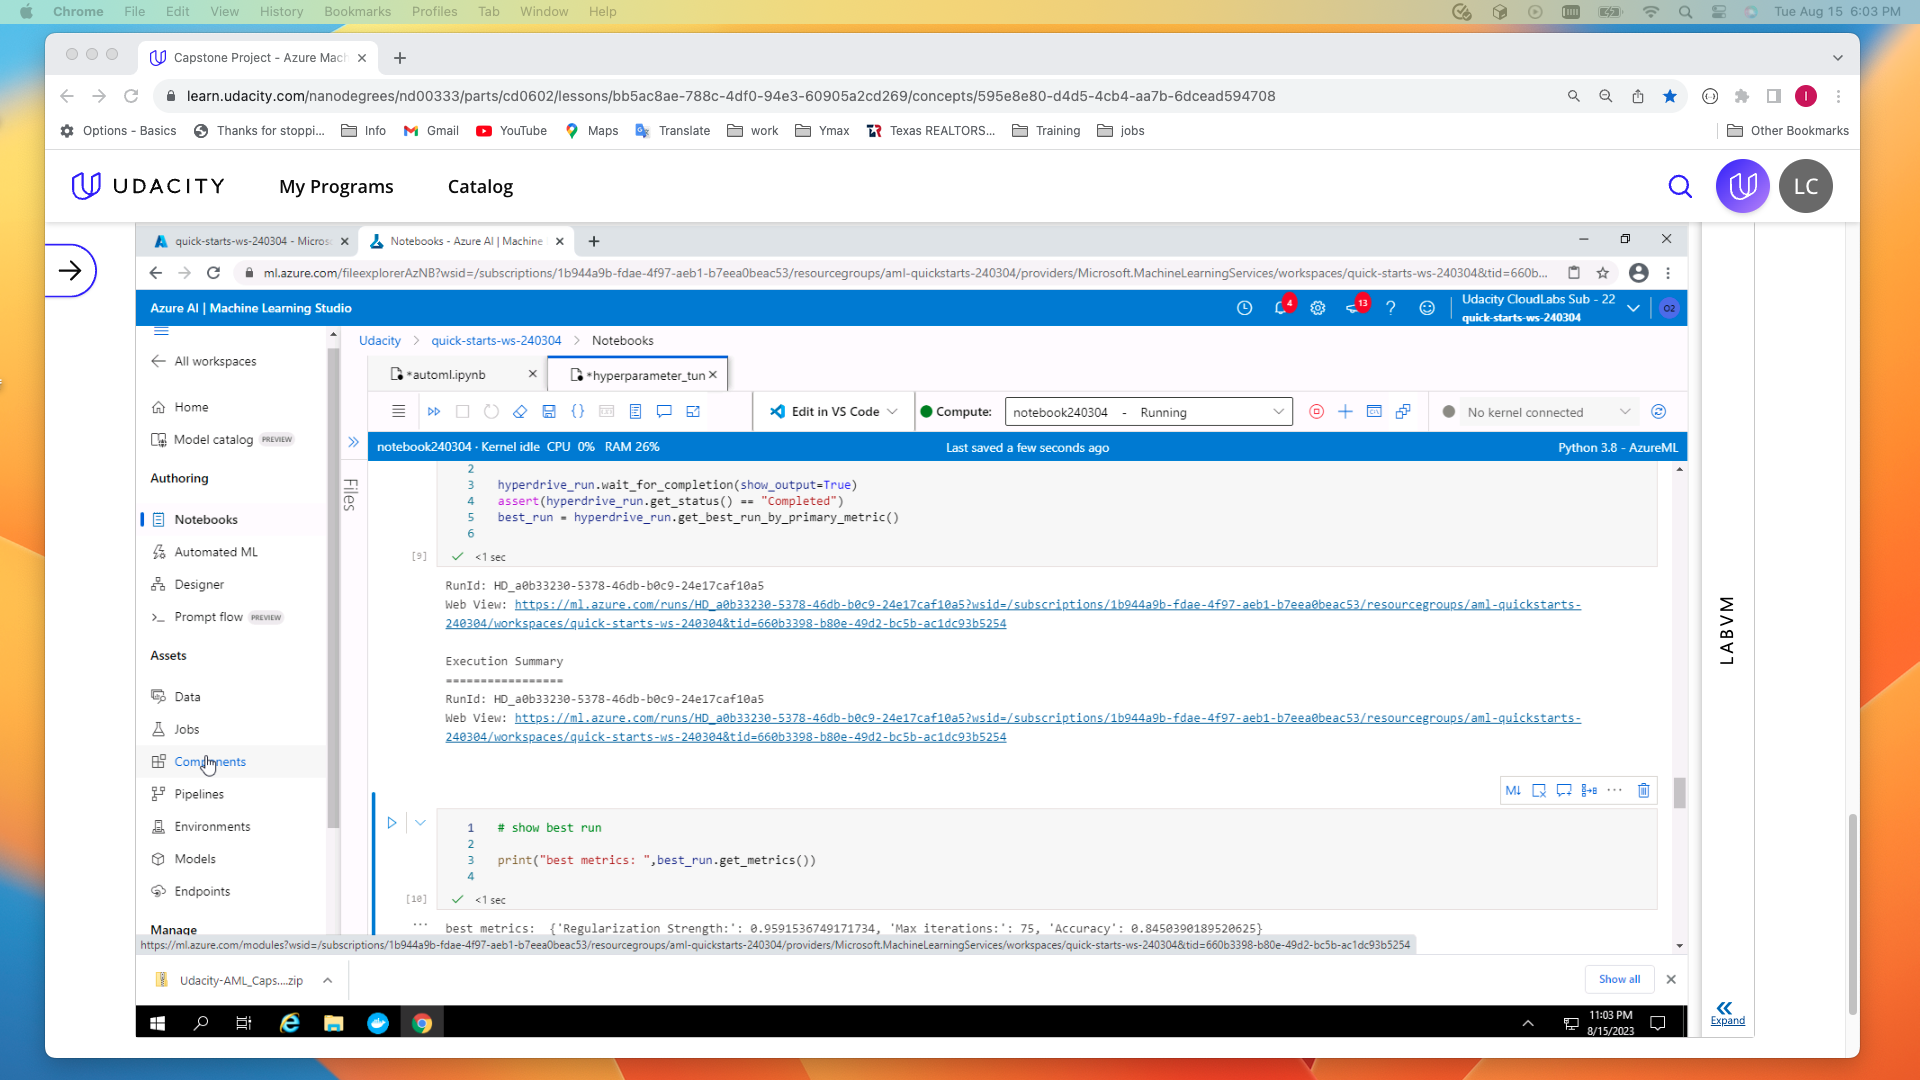 Chrome File Edit View History Bookmarks Profiles Tab Window Help Tue Aug 15 6:03 PM
Capstone Project - Azure Mach
learn.udacity.com/nanodegrees/nd00333/parts/cd0602/lessons/bb5ac8ae-788c-4df0-94e3-60905a2cd269/concepts/595e8e80-d4d5-4cb4-aa7b-6dcead594708
I
Options - Basics Thanks for stoppi... Info Gmail YouTube Maps Translate work Ymax Texas REALTORS... Training jobs Other Bookmarks
UDACITY My Programs Catalog LC
quick-starts-ws-240304 - Micros Notebooks - Azure AI | Machine
ml.azure.com/fileexplorerAzNB?wsid=/subscriptions/1b944a9b-fdae-4f97-aeb1-b7eea0beac53/resourcegroups/aml-quickstarts-240304/providers/Microsoft.MachineLearningServices/workspaces/quick-starts-ws-240304&tid=660b...
Azure AI | Machine Learning Studio 4 13 ? Udacity CloudLabs Sub - 22
quick-starts-ws-240304 O2
All workspaces
Home
Model catalog PREVIEW
Authoring
Notebooks
Automated ML
Designer
Prompt flow PREVIEW
Assets
Data
Jobs
Components
Pipelines
Environments
Models
Endpoints
Manage
Udacity > quick-starts-ws-240304 > Notebooks
*automl.ipynb *hyperparameter_tun
Edit in VS Code Compute: notebook240304 - Running No kernel connected
notebook240304 · Kernel idle CPU 0% RAM 26% Last saved a few seconds ago Python 3.8 - AzureML
Files
2
3 hyperdrive_run.wait_for_completion(show_output=True)
4 assert(hyperdrive_run.get_status() == "Completed")
5 best_run = hyperdrive_run.get_best_run_by_primary_metric()
6
[9] <1 sec
RunId: HD_a0b33230-5378-46db-b0c9-24e17caf10a5
Web View: https://ml.azure.com/runs/HD_a0b33230-5378-46db-b0c9-24e17caf10a5?wsid=/subscriptions/1b944a9b-fdae-4f97-aeb1-b7eea0beac53/resourcegroups/aml-quickstarts-
240304/workspaces/quick-starts-ws-240304&tid=660b3398-b80e-49d2-bc5b-ac1dc93b5254
Execution Summary
=================
RunId: HD_a0b33230-5378-46db-b0c9-24e17caf10a5
Web View: https://ml.azure.com/runs/HD_a0b33230-5378-46db-b0c9-24e17caf10a5?wsid=/subscriptions/1b944a9b-fdae-4f97-aeb1-b7eea0beac53/resourcegroups/aml-quickstarts-
240304/workspaces/quick-starts-ws-240304&tid=660b3398-b80e-49d2-bc5b-ac1dc93b5254
M↓ ...
1 # show best run
2
3 print("best metrics: ",best_run.get_metrics())
4
[10] <1 sec
... best metrics: {'Regularization Strength:': 0.9591536749171734, 'Max iterations:': 75, 'Accuracy': 0.8450390189520625}
https://ml.azure.com/modules?wsid=/subscriptions/1b944a9b-fdae-4f97-aeb1-b7eea0beac53/resourcegroups/aml-quickstarts-240304/providers/Microsoft.MachineLearningServices/workspaces/quick-starts-ws-240304&tid=660b3398-b80e-49d2-bc5b-ac1dc93b5254
Udacity-AML_Caps....zip Show all
11:03 PM
8/15/2023
LABVM
Expand